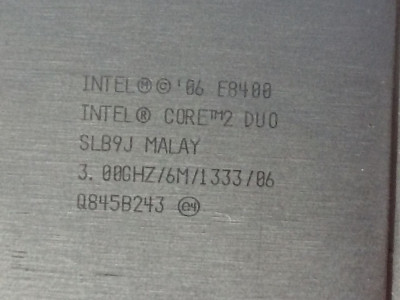 INTEL®©'06 E8400
INTEL® CORE™2 DUO
SLB9J MALAY
3.00GHZ/6M/1333/06
Q845B243 e4